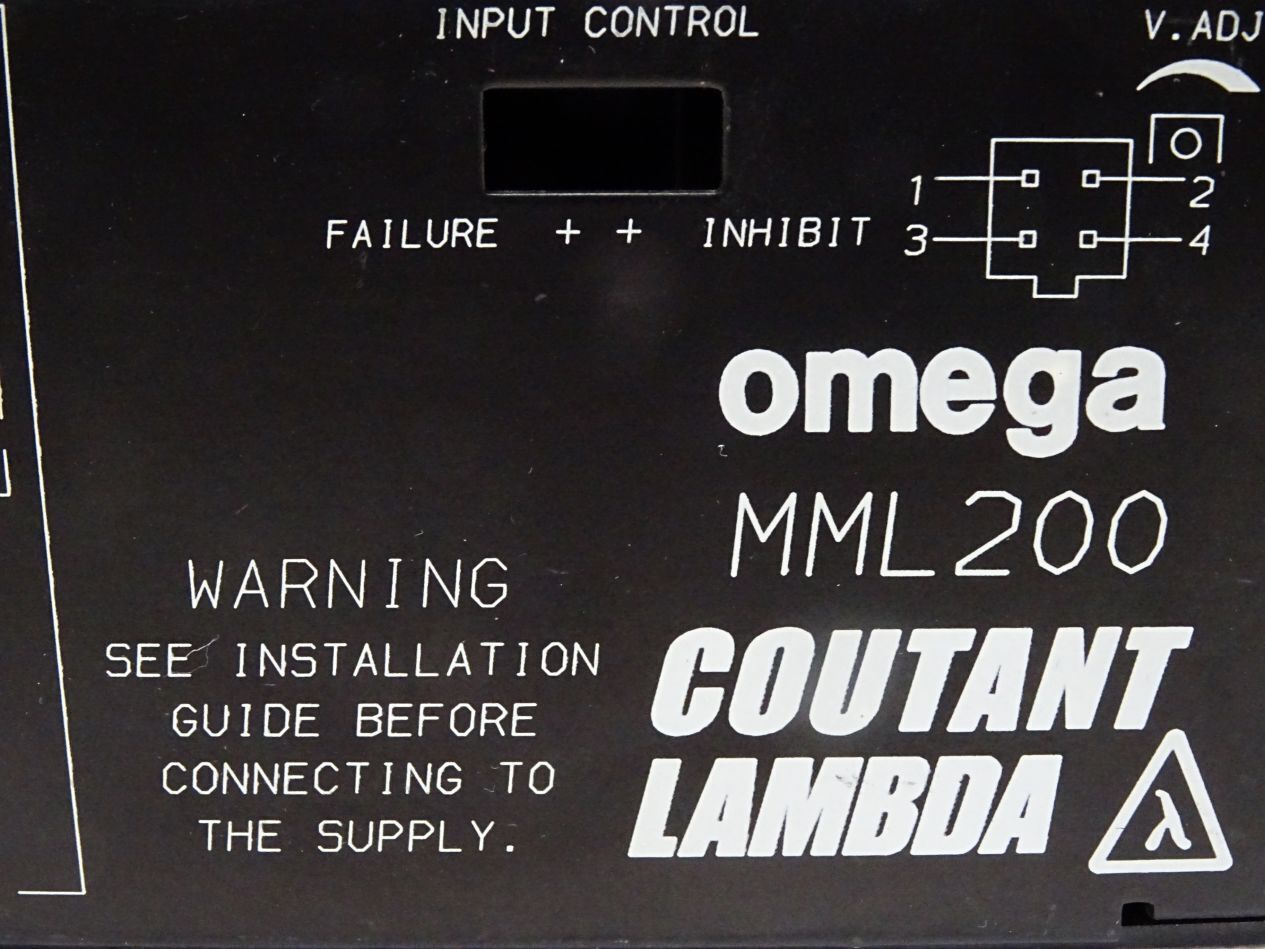 INPUT CONTROL
V.ADJ
1 2
FAILURE + + INHIBIT 3 4
omega
MML200
WARNING
SEE INSTALLATION
GUIDE BEFORE
CONNECTING TO
THE SUPPLY.
COUTANT
LAMBDA
λ